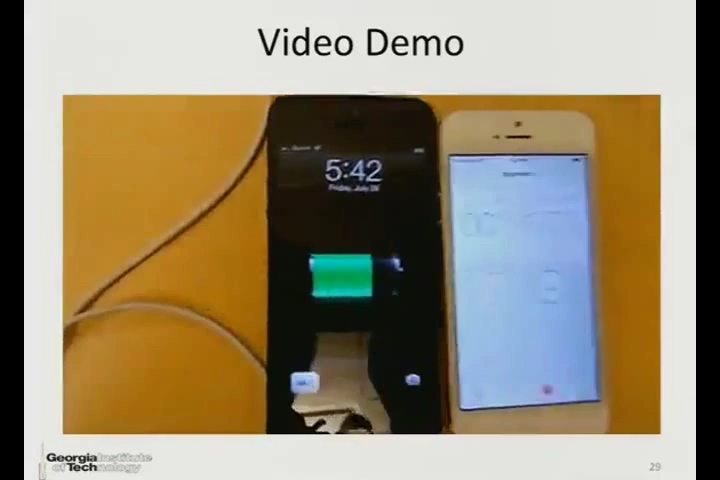 Video Demo
5:42
Friday, July 26
Georgia Institute
of Technology
29